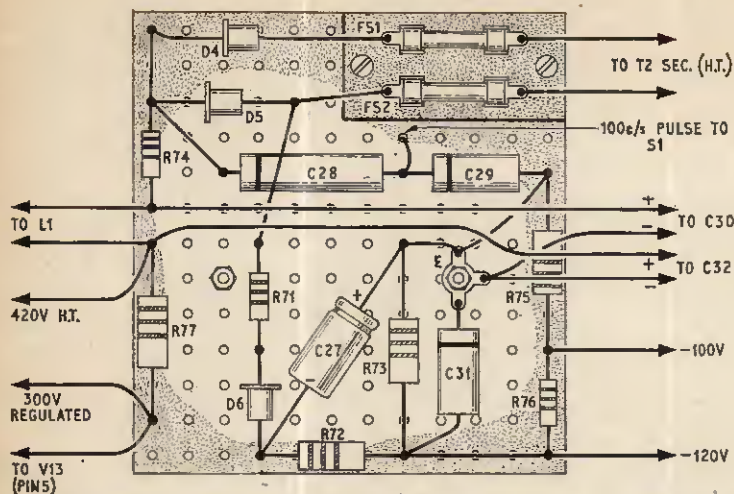 D4
FS1
TO T2 SEC. (H.T.)
D5
FS2
100c/s PULSE TO
S1
R74
C28
C29
TO L1
+
-
TO C30
E
+
-
TO C32
R71
+
R75
420V H.T.
R77
C27
R73
C31
-100V
300V
REGULATED
D6
-
R76
R72
TO V13
(PIN5)
-120V